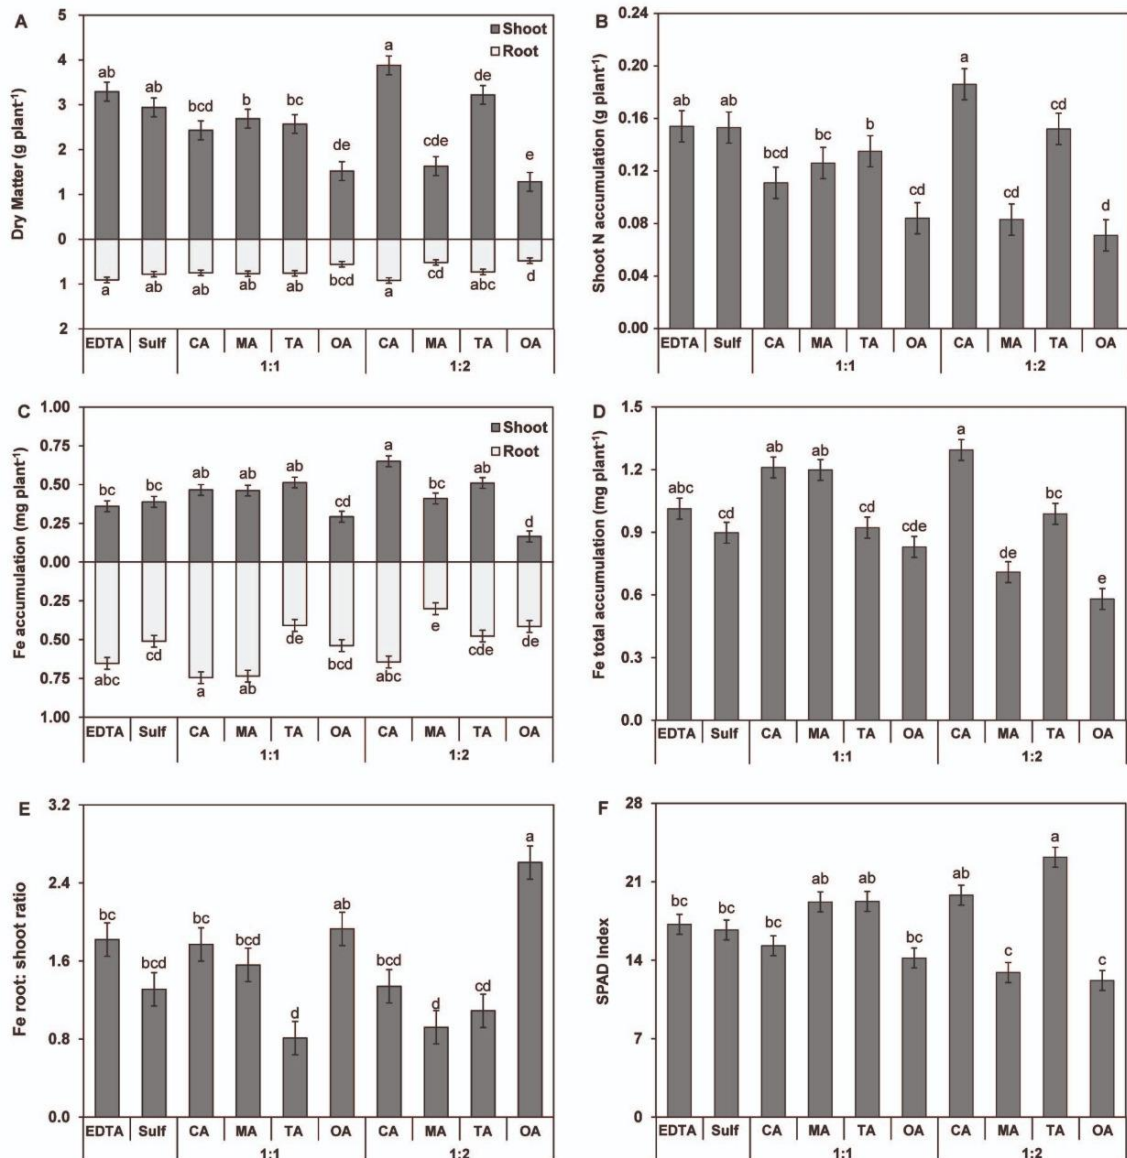 A
Dry Matter (g plant⁻¹)
5
4
3
2
1
0
1
2
Shoot
Root
ab ab bcd b bc de a cde de e
a ab ab ab ab bcd a cd abc d
EDTA Sulf CA MA TA OA CA MA TA OA
1:1 1:2
B
Shoot N accumulation (g plant⁻¹)
0.24
0.20
0.16
0.12
0.08
0.04
0.00
ab ab bcd bc b cd a cd cd d
EDTA Sulf CA MA TA OA CA MA TA OA
1:1 1:2
C
Fe accumulation (mg plant⁻¹)
1.00
0.75
0.50
0.25
0.00
0.25
0.50
0.75
1.00
Shoot
Root
bc bc ab ab ab cd a bc ab d
abc cd a ab de bcd abc e cde de
EDTA Sulf CA MA TA OA CA MA TA OA
1:1 1:2
D
Fe total accumulation (mg plant⁻¹)
1.5
1.2
0.9
0.6
0.3
0.0
abc cd ab ab cd cde a de bc e
EDTA Sulf CA MA TA OA CA MA TA OA
1:1 1:2
E
Fe root: shoot ratio
3.2
2.4
1.6
0.8
0.0
bc bcd bc bcd d ab bcd d cd a
EDTA Sulf CA MA TA OA CA MA TA OA
1:1 1:2
F
SPAD Index
28
21
14
7
0
bc bc bc ab ab bc ab c a c
EDTA Sulf CA MA TA OA CA MA TA OA
1:1 1:2